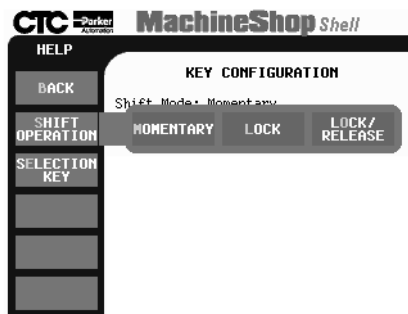 CTC Parker Automation MachineShop Shell
HELP
KEY CONFIGURATION
BACK
Shift Mode: Momentary
SHIFT OPERATION
MOMENTARY
LOCK
LOCK/ RELEASE
SELECTION KEY